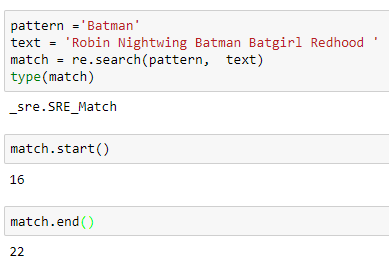 pattern ='Batman'
text = 'Robin Nightwing Batman Batgirl Redhood '
match = re.search(pattern,  text)
type(match)
_sre.SRE_Match
match.start()
16
match.end()
22